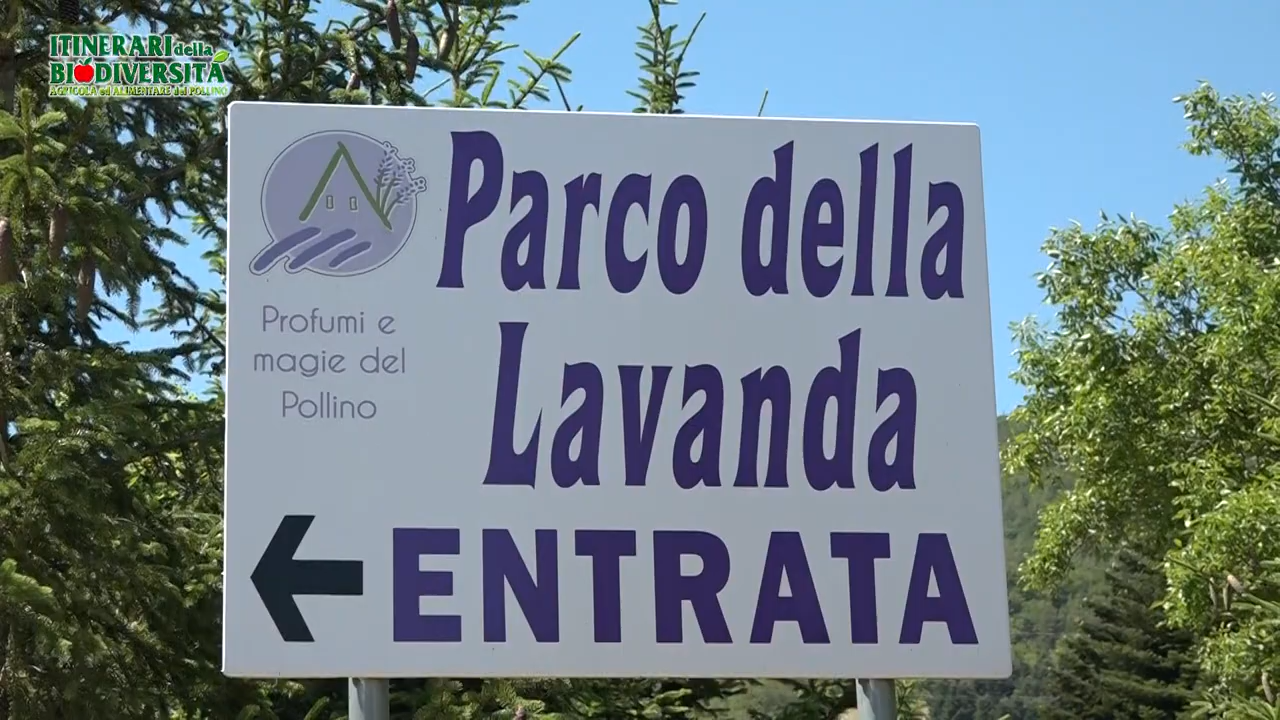 ITINERARI della
BIODIVERSITÀ
AGRICOLA ed ALIMENTARE del POLLINO
Parco della
Lavanda
Profumi e
magie del
Pollino
ENTRATA